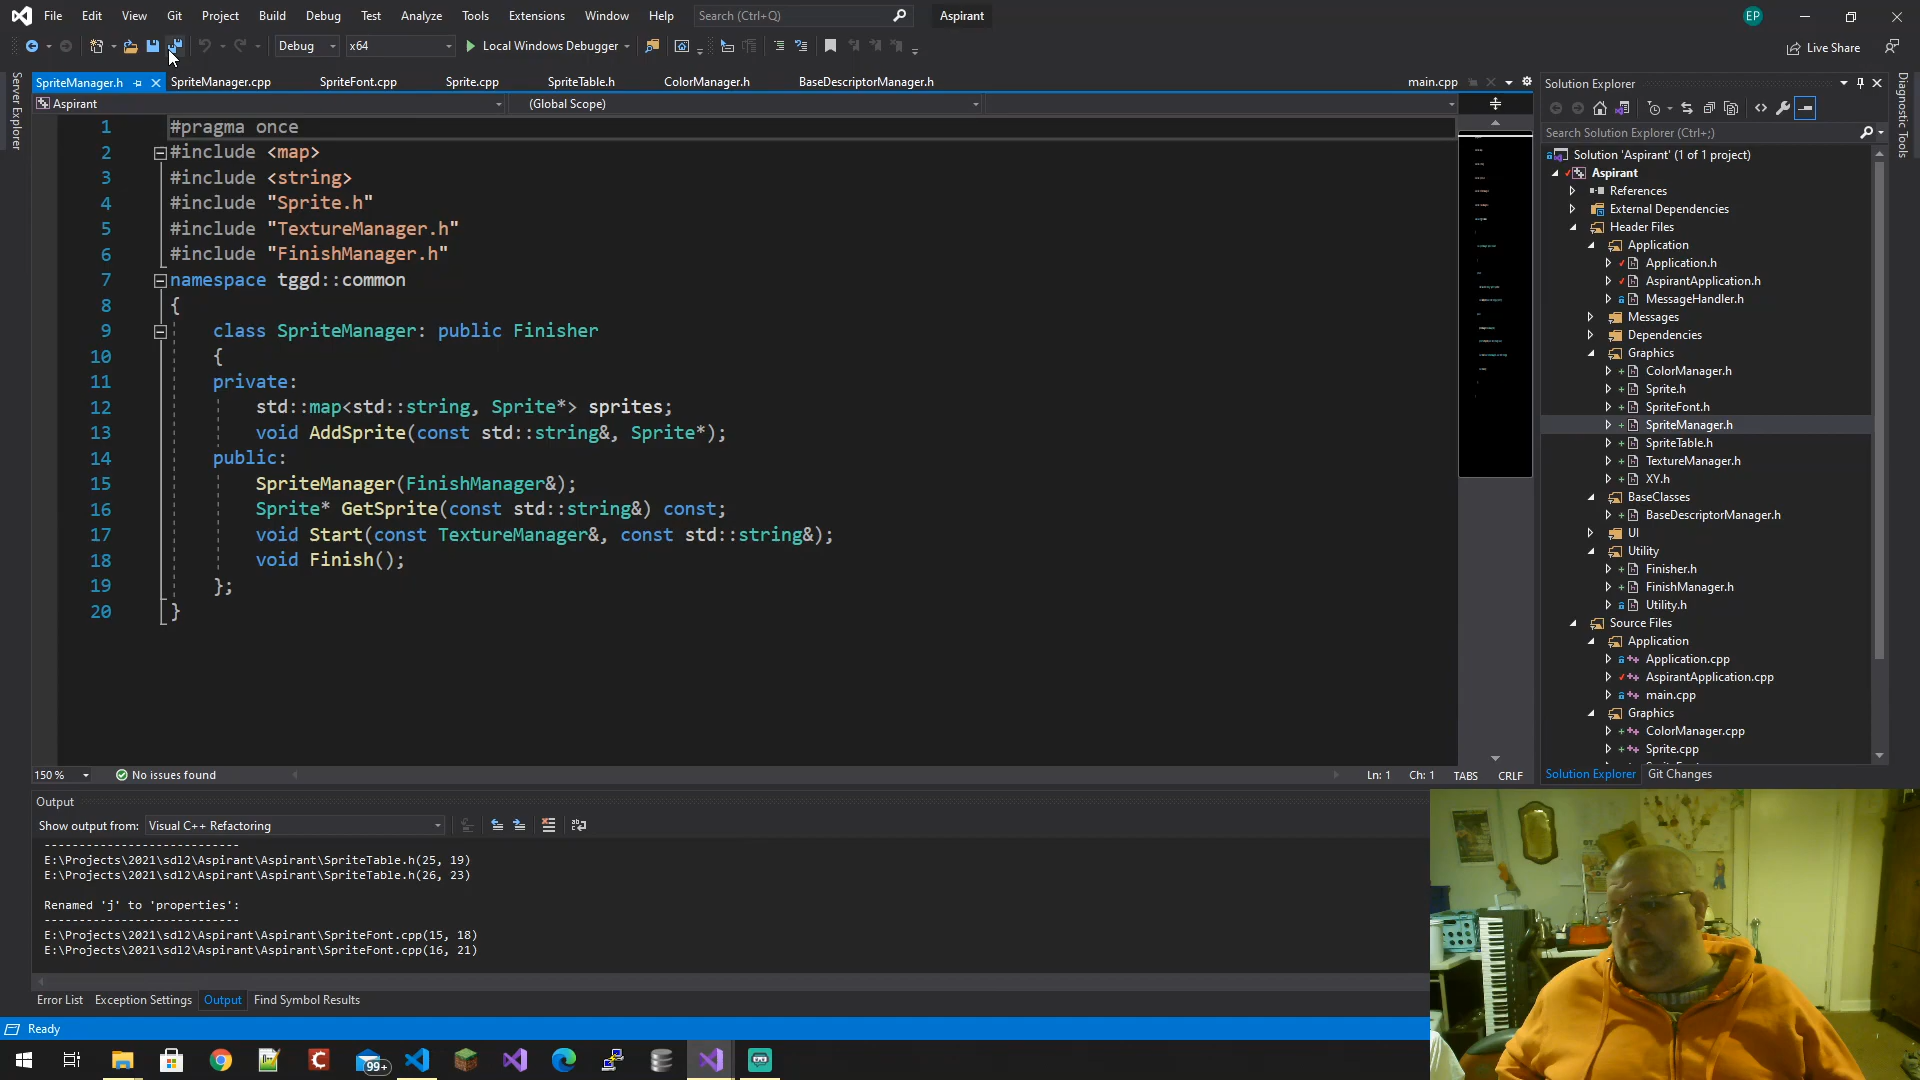 File Edit View Git Project Build Debug Test Analyze Tools Extensions Window Help Search (Ctrl+Q) Aspirant EP
Debug x64 Local Windows Debugger Live Share
SpriteManager.h SpriteManager.cpp SpriteFont.cpp Sprite.cpp SpriteTable.h ColorManager.h BaseDescriptorManager.h main.cpp
Aspirant (Global Scope)
Server Explorer
1 #pragma once
2 #include <map>
3 #include <string>
4 #include "Sprite.h"
5 #include "TextureManager.h"
6 #include "FinishManager.h"
7 namespace tggd::common
8 {
9 class SpriteManager: public Finisher
10 {
11 private:
12 std::map<std::string, Sprite*> sprites;
13 void AddSprite(const std::string&, Sprite*);
14 public:
15 SpriteManager(FinishManager&);
16 Sprite* GetSprite(const std::string&) const;
17 void Start(const TextureManager&, const std::string&);
18 void Finish();
19 };
20 }
150 % No issues found Ln: 1 Ch: 1 TABS CRLF
Output
Show output from: Visual C++ Refactoring
---------------------------
E:\Projects\2021\sdl2\Aspirant\Aspirant\SpriteTable.h(25, 19)
E:\Projects\2021\sdl2\Aspirant\Aspirant\SpriteTable.h(26, 23)
Renamed 'j' to 'properties':
---------------------------
E:\Projects\2021\sdl2\Aspirant\Aspirant\SpriteFont.cpp(15, 18)
E:\Projects\2021\sdl2\Aspirant\Aspirant\SpriteFont.cpp(16, 21)
Error List Exception Settings Output Find Symbol Results
Ready
99+
Solution Explorer
Search Solution Explorer (Ctrl+;)
Solution 'Aspirant' (1 of 1 project)
Aspirant
References
External Dependencies
Header Files
Application
Application.h
AspirantApplication.h
MessageHandler.h
Messages
Dependencies
Graphics
ColorManager.h
Sprite.h
SpriteFont.h
SpriteManager.h
SpriteTable.h
TextureManager.h
XY.h
BaseClasses
BaseDescriptorManager.h
UI
Utility
Finisher.h
FinishManager.h
Utility.h
Source Files
Application
Application.cpp
AspirantApplication.cpp
main.cpp
Graphics
ColorManager.cpp
Sprite.cpp
Solution Explorer Git Changes
Diagnostic Tools